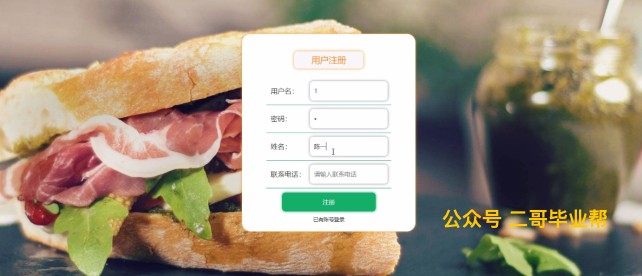 用户注册
用户名： 1
密码： •
姓名： 陈一
联系电话： 请输入联系电话
注册
已有账号登录
公众号 二哥毕业帮